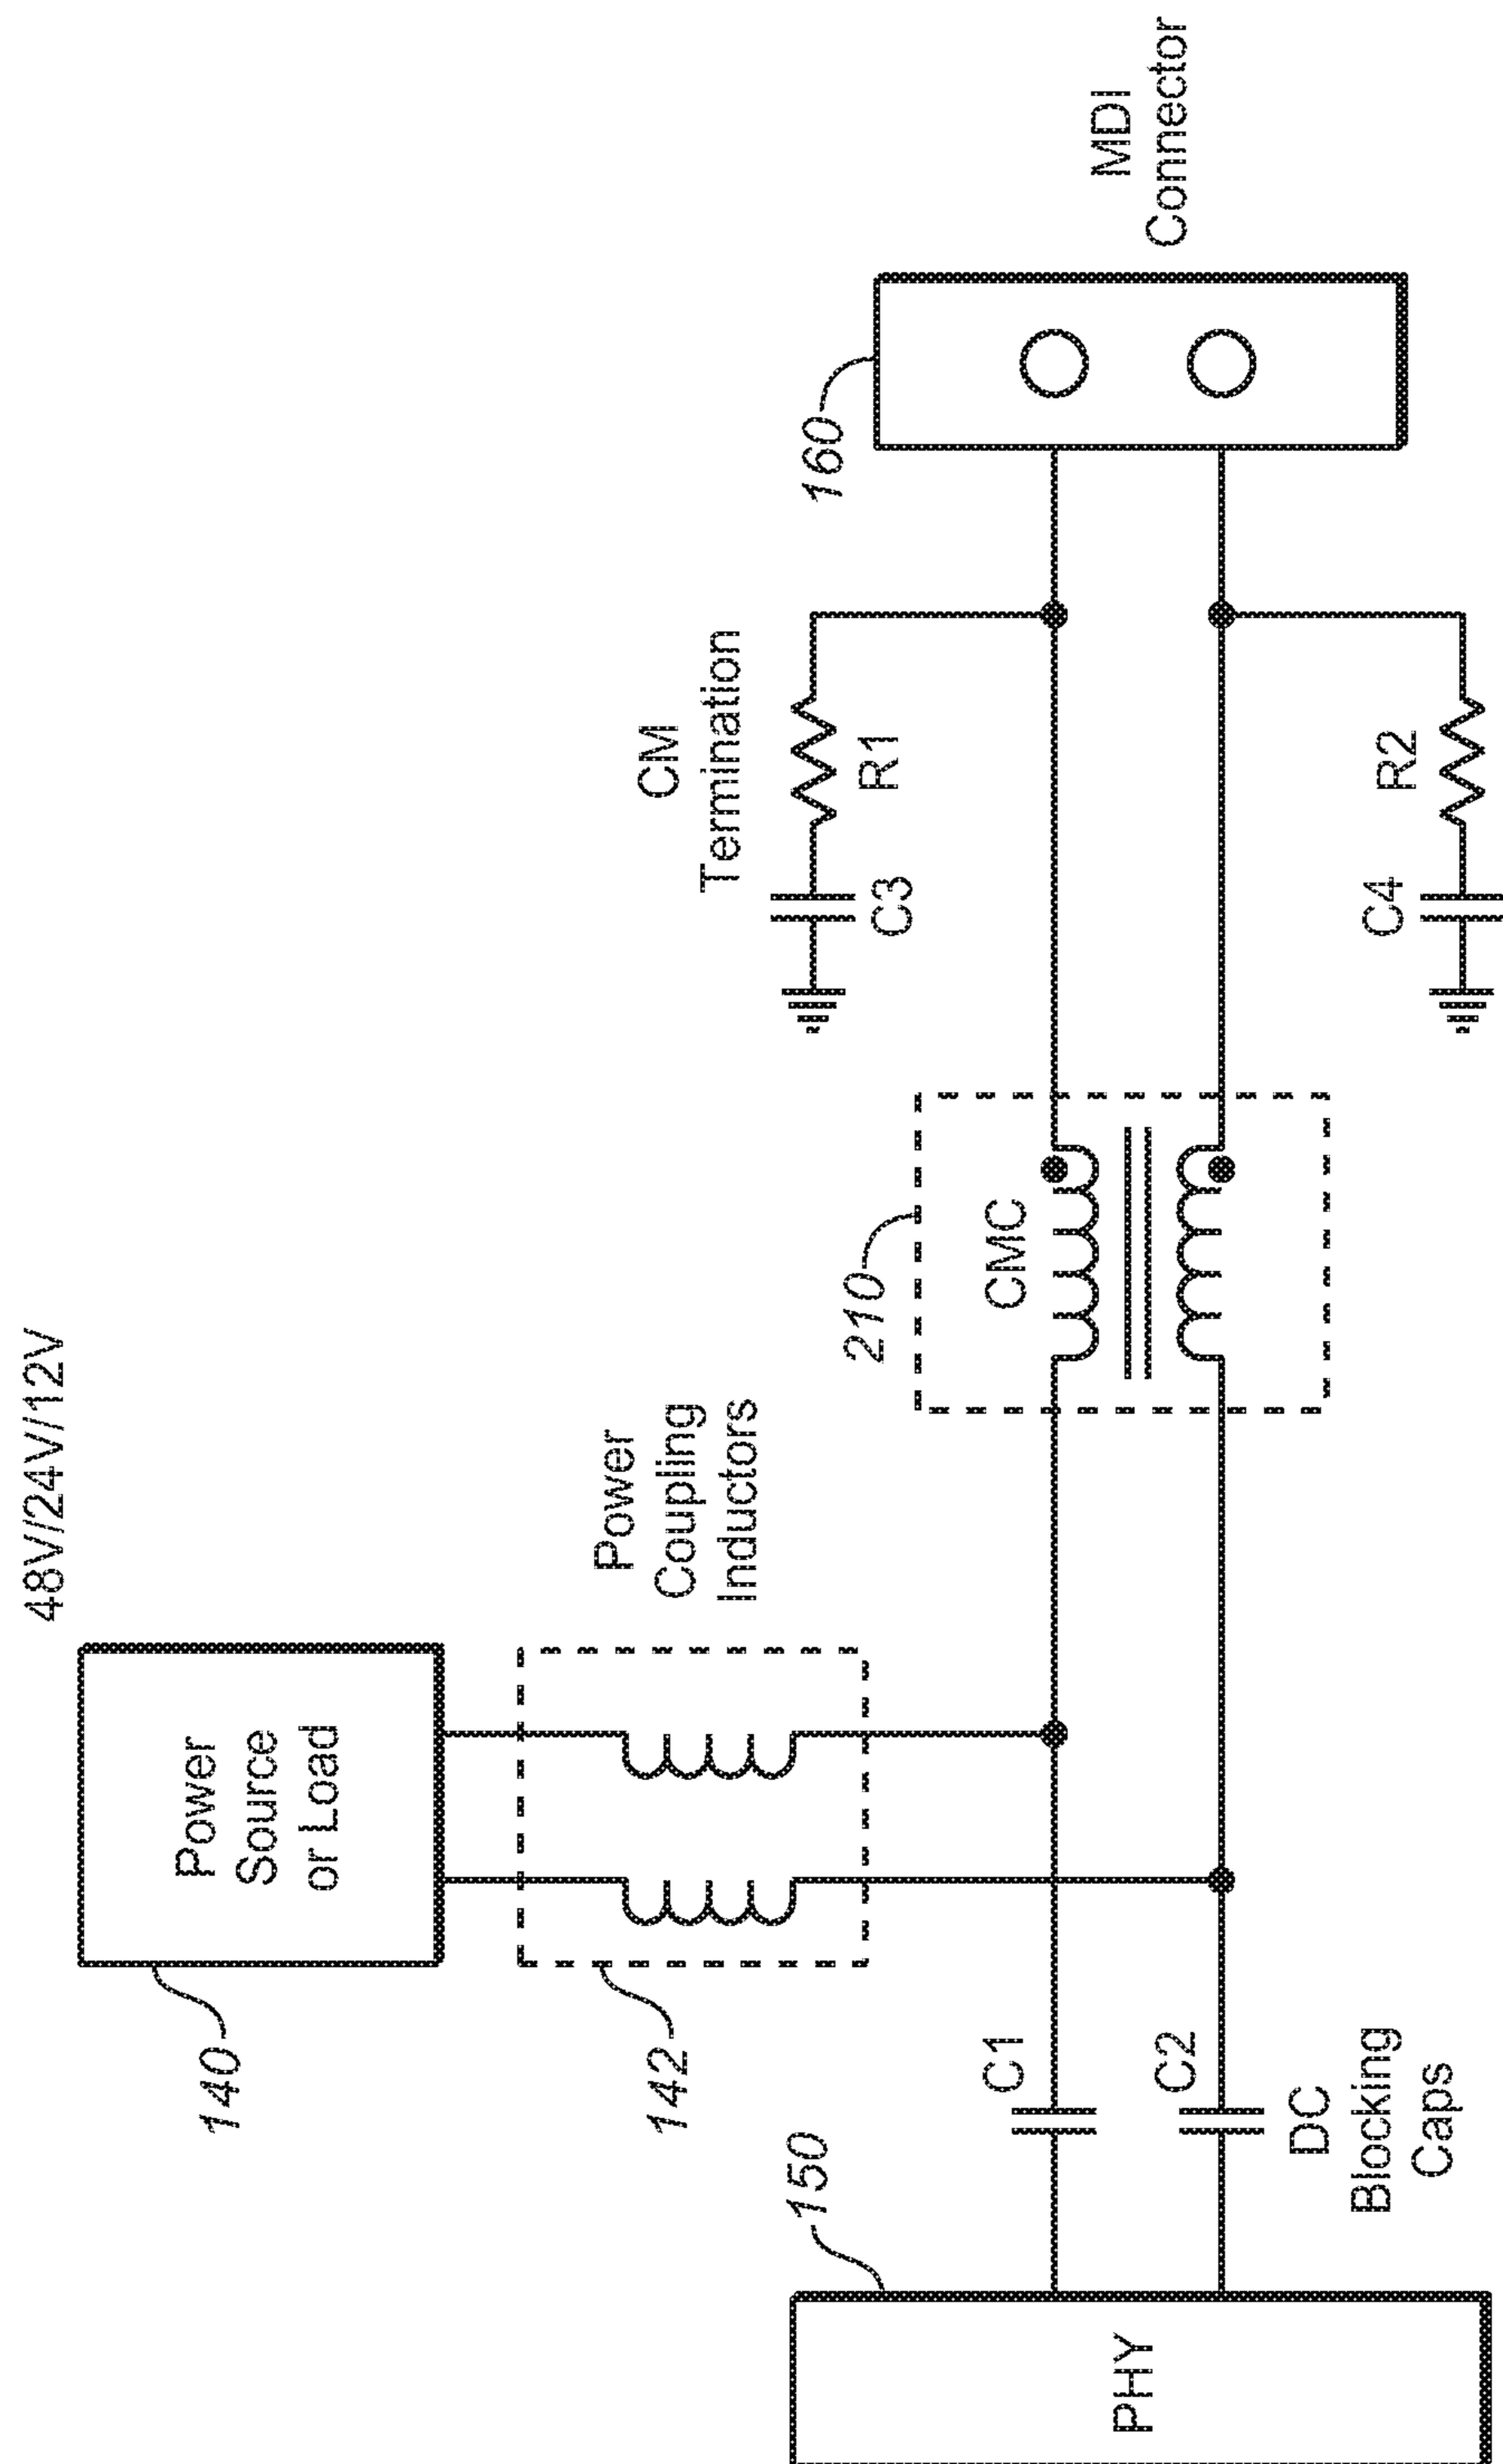 48V/24V/12V
Power
Source
or Load
140
Power
Coupling
Inductors
142
CM
Termination
R1
C3
160
MDI
Connector
210
CMC
150
PHY
C1
C2
DC
Blocking
Caps
R2
C4